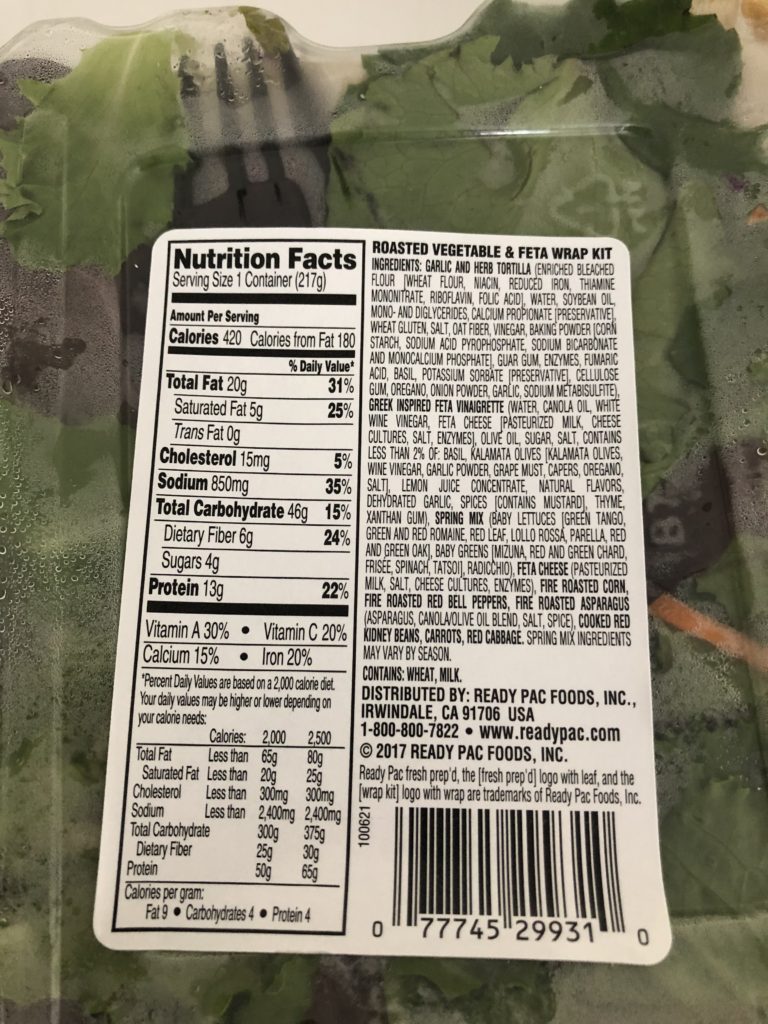 Nutrition Facts
Serving Size 1 Container (217g)
Amount Per Serving
Calories 420 Calories from Fat 180
% Daily Value*
Total Fat 20g 31%
Saturated Fat 5g 25%
Trans Fat 0g
Cholesterol 15mg 5%
Sodium 850mg 35%
Total Carbohydrate 46g 15%
Dietary Fiber 6g 24%
Sugars 4g
Protein 13g 22%
Vitamin A 30% • Vitamin C 20%
Calcium 15% • Iron 20%
*Percent Daily Values are based on a 2,000 calorie diet.
Your daily values may be higher or lower depending on
your calorie needs:
Calories: 2,000 2,500
Total Fat Less than 65g 80g
Saturated Fat Less than 20g 25g
Cholesterol Less than 300mg 300mg
Sodium Less than 2,400mg 2,400mg
Total Carbohydrate 300g 375g
Dietary Fiber 25g 30g
Protein 50g 65g
Calories per gram:
Fat 9 • Carbohydrates 4 • Protein 4
ROASTED VEGETABLE & FETA WRAP KIT
INGREDIENTS: GARLIC AND HERB TORTILLA (ENRICHED BLEACHED
FLOUR [WHEAT FLOUR, NIACIN, REDUCED IRON, THIAMINE
MONONITRATE, RIBOFLAVIN, FOLIC ACID], WATER, SOYBEAN OIL,
MONO- AND DIGLYCERIDES, CALCIUM PROPIONATE [PRESERVATIVE],
WHEAT GLUTEN, SALT, OAT FIBER, VINEGAR, BAKING POWDER [CORN
STARCH, SODIUM ACID PYROPHOSPHATE, SODIUM BICARBONATE
AND MONOCALCIUM PHOSPHATE], GUAR GUM, ENZYMES, FUMARIC
ACID, BASIL, POTASSIUM SORBATE [PRESERVATIVE], CELLULOSE
GUM, OREGANO, ONION POWDER, GARLIC, SODIUM METABISULFITE),
GREEK INSPIRED FETA VINAIGRETTE (WATER, CANOLA OIL, WHITE
WINE VINEGAR, FETA CHEESE [PASTEURIZED MILK, CHEESE
CULTURES, SALT, ENZYMES], OLIVE OIL, SUGAR, SALT, CONTAINS
LESS THAN 2% OF: BASIL, KALAMATA OLIVES [KALAMATA OLIVES,
WINE VINEGAR, GARLIC POWDER, GRAPE MUST, CAPERS, OREGANO,
SALT], LEMON JUICE CONCENTRATE, NATURAL FLAVORS,
DEHYDRATED GARLIC, SPICES [CONTAINS MUSTARD], THYME,
XANTHAN GUM), SPRING MIX (BABY LETTUCES [GREEN TANGO,
GREEN AND RED ROMAINE, RED LEAF, LOLLO ROSSA, PARELLA, RED
AND GREEN OAK], BABY GREENS [MIZUNA, RED AND GREEN CHARD,
FRISÉE, SPINACH, TATSOI], RADICCHIO), FETA CHEESE (PASTEURIZED
MILK, SALT, CHEESE CULTURES, ENZYMES), FIRE ROASTED CORN,
FIRE ROASTED RED BELL PEPPERS, FIRE ROASTED ASPARAGUS
(ASPARAGUS, CANOLA/OLIVE OIL BLEND, SALT, SPICE), COOKED RED
KIDNEY BEANS, CARROTS, RED CABBAGE. SPRING MIX INGREDIENTS
MAY VARY BY SEASON.
CONTAINS: WHEAT, MILK.
DISTRIBUTED BY: READY PAC FOODS, INC.,
IRWINDALE, CA 91706 USA
1-800-800-7822 • www.readypac.com
© 2017 READY PAC FOODS, INC.
Ready Pac fresh prep'd, the [fresh prep'd] logo with leaf, and the
[wrap kit] logo with wrap are trademarks of Ready Pac Foods, Inc.
100621
0 77745 29931 0